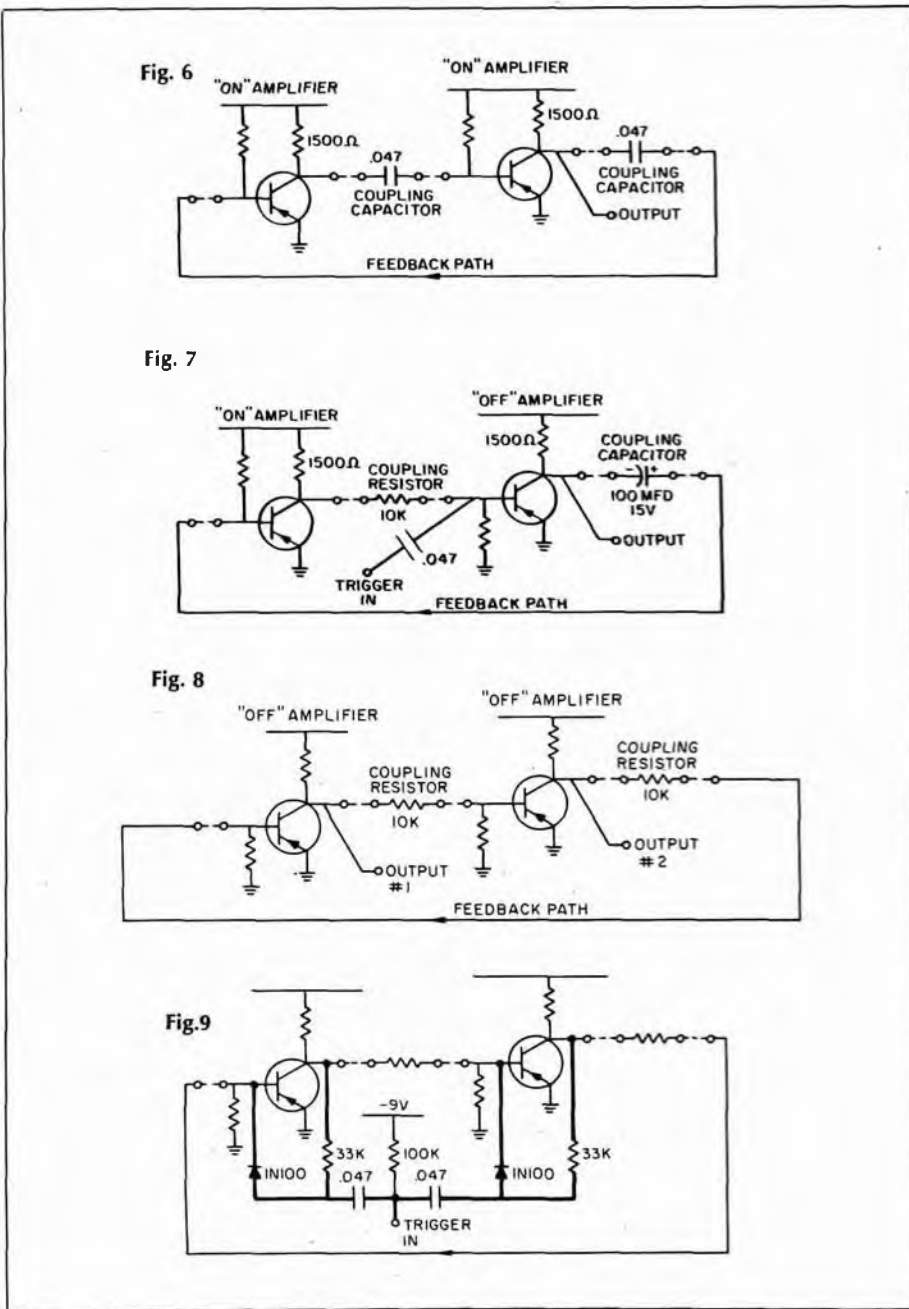 Fig. 6
"ON" AMPLIFIER
"ON" AMPLIFIER
1500Ω
1500Ω
.047
.047
COUPLING
CAPACITOR
COUPLING
CAPACITOR
OUTPUT
FEEDBACK PATH
Fig. 7
"ON" AMPLIFIER
"OFF" AMPLIFIER
1500Ω
1500Ω
COUPLING
CAPACITOR
COUPLING
RESISTOR
- +
10K
100 MFD
15V
.047
OUTPUT
TRIGGER
IN
FEEDBACK PATH
Fig. 8
"OFF" AMPLIFIER
"OFF" AMPLIFIER
COUPLING
RESISTOR
COUPLING
RESISTOR
10K
10K
OUTPUT
#1
OUTPUT
#2
FEEDBACK PATH
Fig.9
-9V
IN100
33K
100K
IN100
33K
.047
.047
TRIGGER
IN